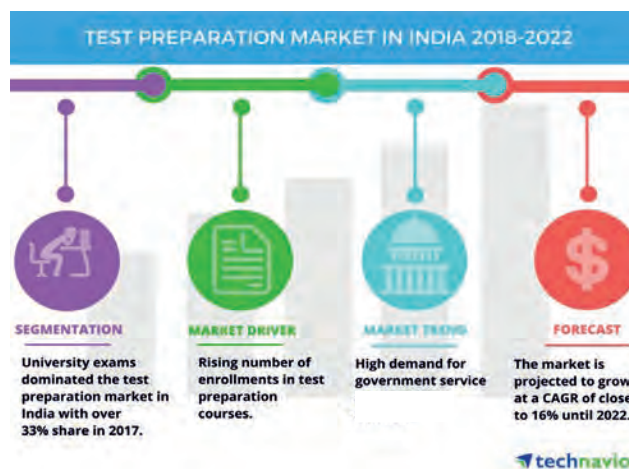 TEST PREPARATION MARKET IN INDIA 2018-2022
SEGMENTATION
University exams
dominated the test
preparation market in
India with over
33% share in 2017.
MARKET DRIVER
Rising number of
enrollments in test
preparation
courses.
MARKET TREND
High demand for
government service
FORECAST
The market is
projected to grow
at a CAGR of close
to 16% until 2022.
technavio